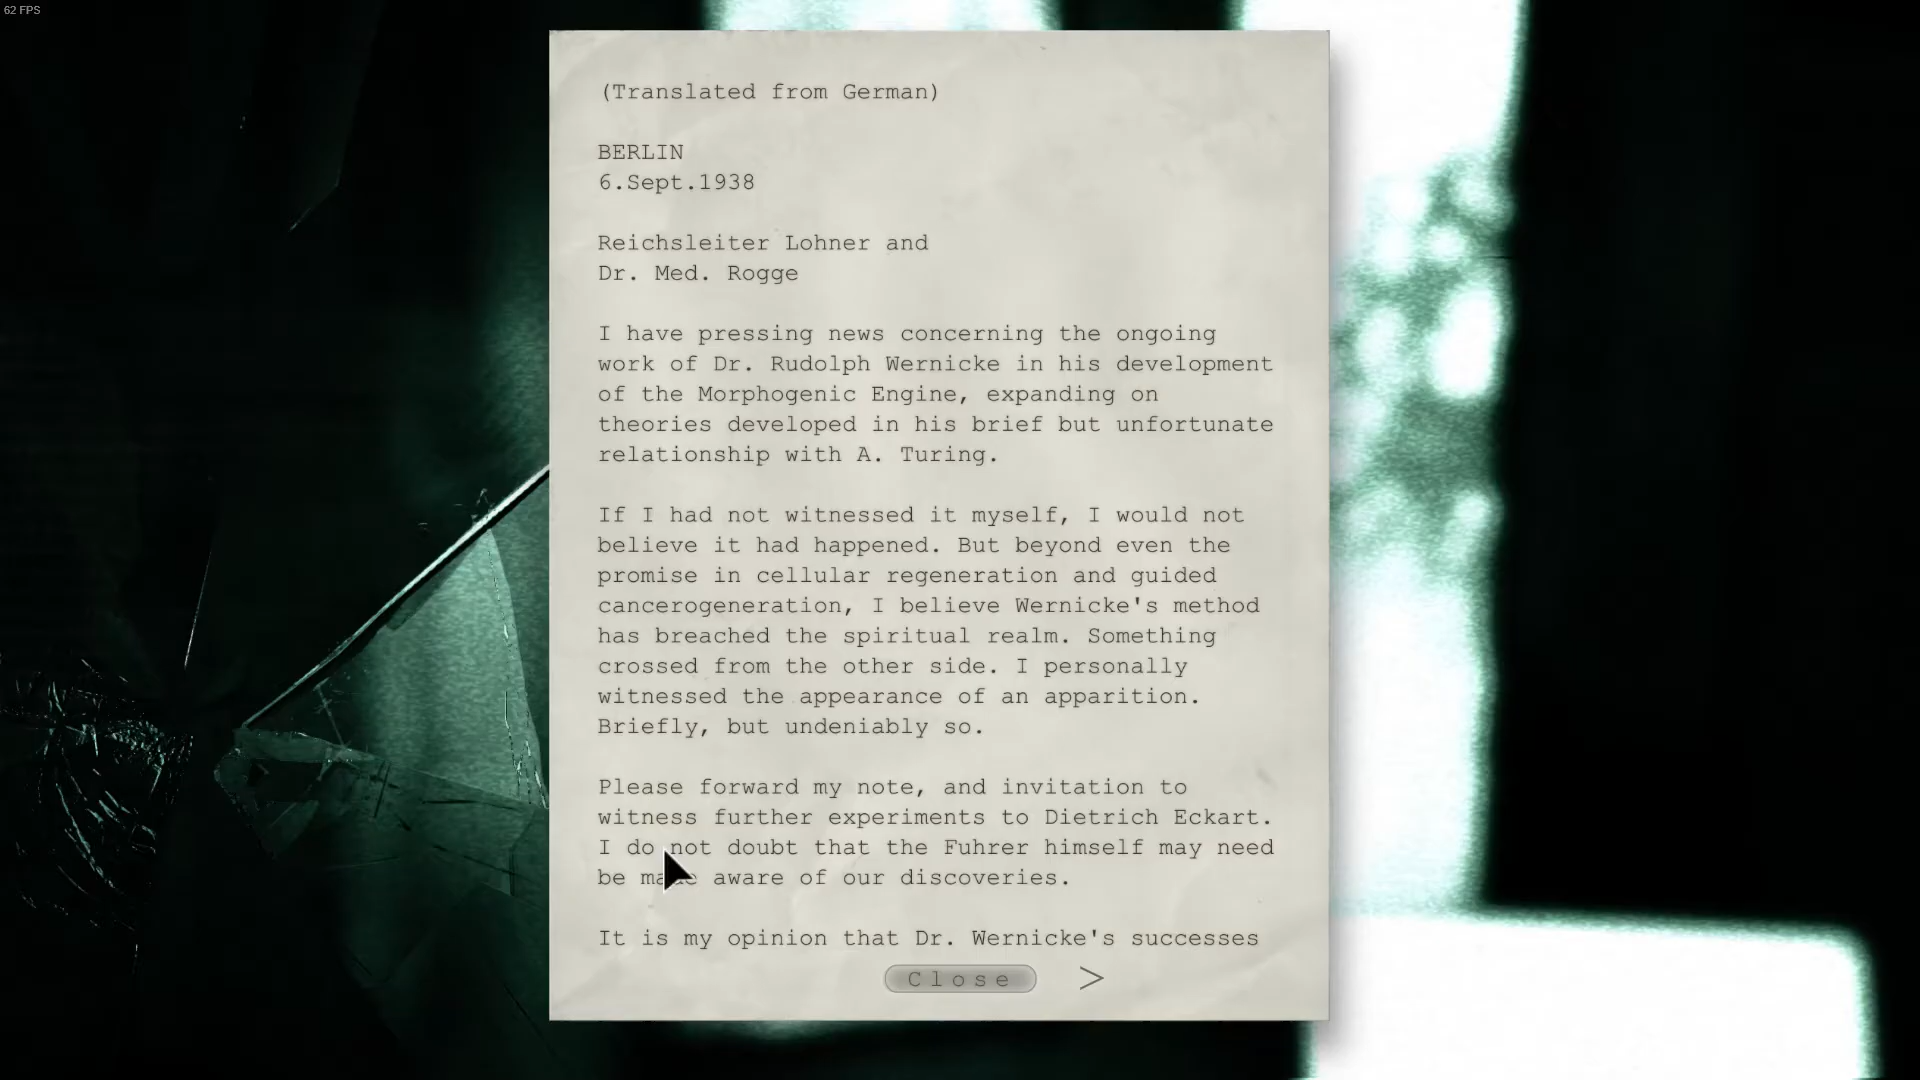 62 FPS
(Translated from German)
BERLIN
6.Sept.1938
Reichsleiter Lohner and
Dr. Med. Rogge
I have pressing news concerning the ongoing
work of Dr. Rudolph Wernicke in his development
of the Morphogenic Engine, expanding on
theories developed in his brief but unfortunate
relationship with A. Turing.
If I had not witnessed it myself, I would not
believe it had happened. But beyond even the
promise in cellular regeneration and guided
cancerogeneration, I believe Wernicke's method
has breached the spiritual realm. Something
crossed from the other side. I personally
witnessed the appearance of an apparition.
Briefly, but undeniably so.
Please forward my note, and invitation to
witness further experiments to Dietrich Eckart.
I do not doubt that the Fuhrer himself may need
be made aware of our discoveries.
It is my opinion that Dr. Wernicke's successes
Close >